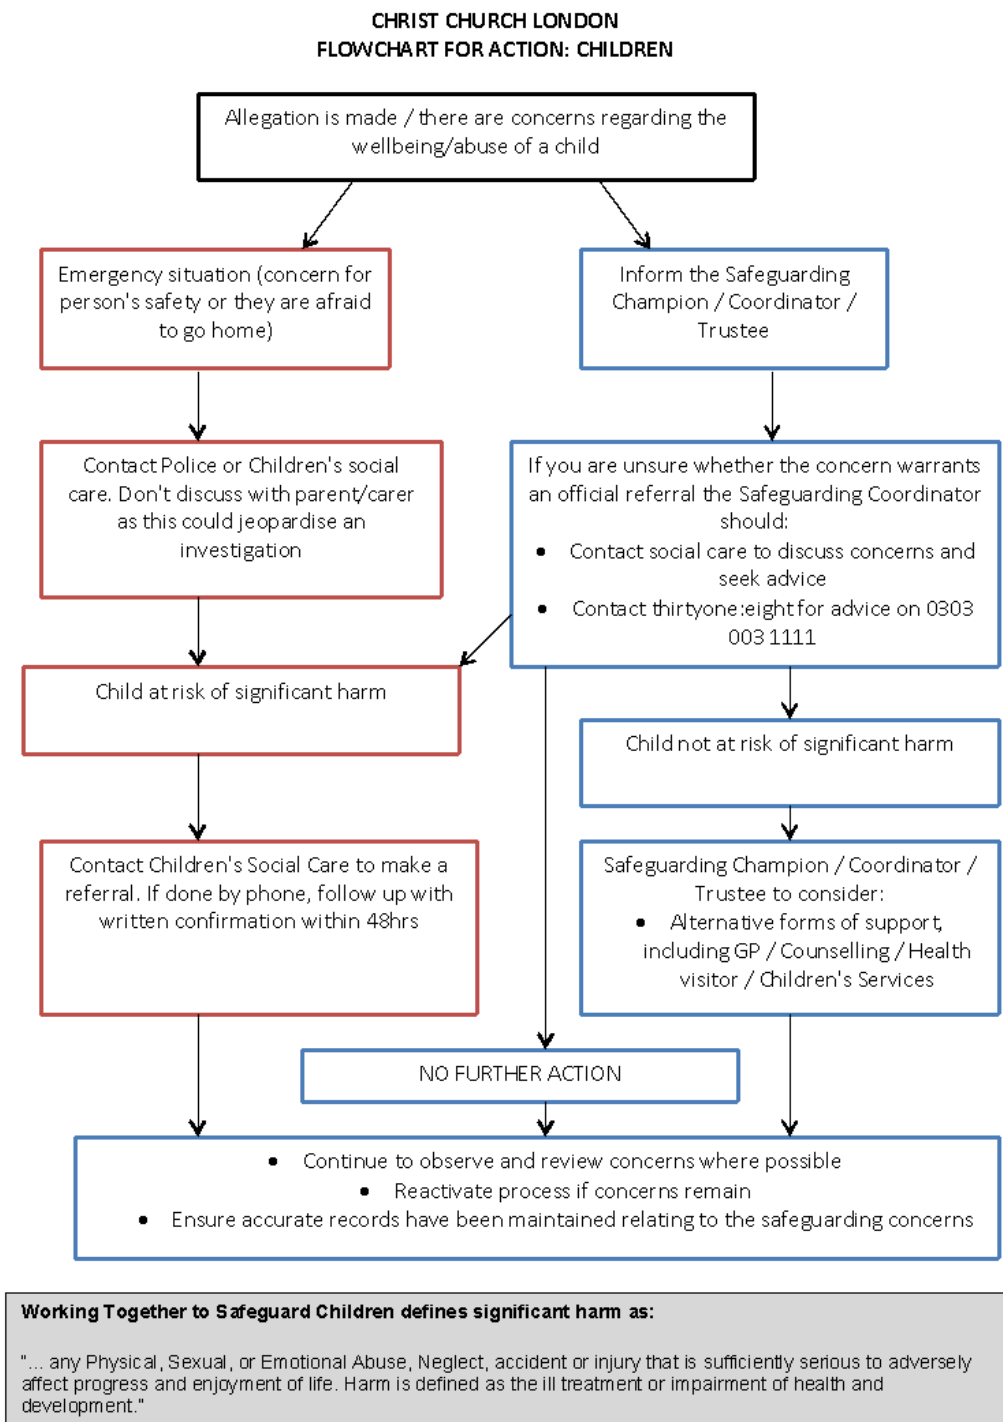 CHRIST CHURCH LONDON
FLOWCHART FOR ACTION: CHILDREN
Allegation is made / there are concerns regarding the
wellbeing/abuse of a child
Emergency situation (concern for
person's safety or they are afraid
to go home)
Inform the Safeguarding
Champion / Coordinator /
Trustee
Contact Police or Children's social
care. Don't discuss with parent/carer
as this could jeopardise an
investigation
If you are unsure whether the concern warrants
an official referral the Safeguarding Coordinator
should:
• Contact social care to discuss concerns and
seek advice
• Contact thirtyone:eight for advice on 0303
003 1111
Child at risk of significant harm
Child not at risk of significant harm
Contact Children's Social Care to make a
referral. If done by phone, follow up with
written confirmation within 48hrs
Safeguarding Champion / Coordinator /
Trustee to consider:
• Alternative forms of support,
including GP / Counselling / Health
visitor / Children's Services
NO FURTHER ACTION
• Continue to observe and review concerns where possible
• Reactivate process if concerns remain
• Ensure accurate records have been maintained relating to the safeguarding concerns
Working Together to Safeguard Children defines significant harm as:
"... any Physical, Sexual, or Emotional Abuse, Neglect, accident or injury that is sufficiently serious to adversely
affect progress and enjoyment of life. Harm is defined as the ill treatment or impairment of health and
development."